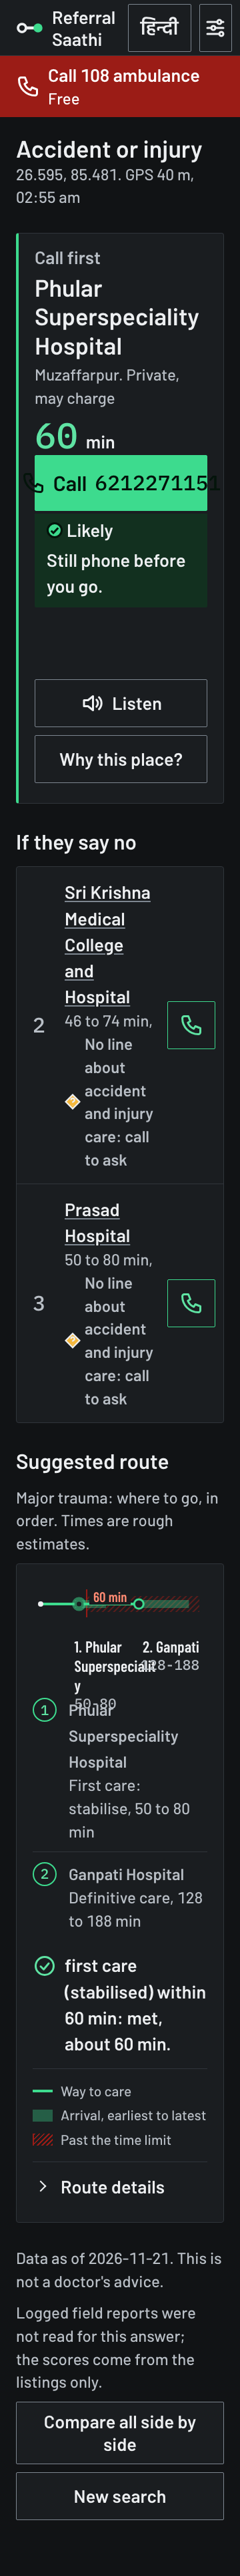 Referral
Saathi
हिन्दी
Call 108 ambulance
Free
Accident or injury
26.595, 85.481. GPS 40 m,
02:55 am
Call first
Phular
Superspeciality
Hospital
Muzaffarpur. Private,
may charge
60 min
Call 6212271151
Likely
Still phone before
you go.
Listen
Why this place?
If they say no
2
Sri Krishna
Medical
College
and
Hospital
46 to 74 min,
No line
about
accident
and injury
care: call
to ask
3
Prasad
Hospital
50 to 80 min,
No line
about
accident
and injury
care: call
to ask
Suggested route
Major trauma: where to go, in
order. Times are rough
estimates.
60 min
1. Phular
Superspecialit
y
50-80
2. Ganpati
128-188
1
Phular
Superspeciality
Hospital
First care:
stabilise, 50 to 80
min
2
Ganpati Hospital
Definitive care, 128
to 188 min
first care
(stabilised) within
60 min: met,
about 60 min.
Way to care
Arrival, earliest to latest
Past the time limit
Route details
Data as of 2026-11-21. This is
not a doctor's advice.
Logged field reports were
not read for this answer;
the scores come from the
listings only.
Compare all side by
side
New search